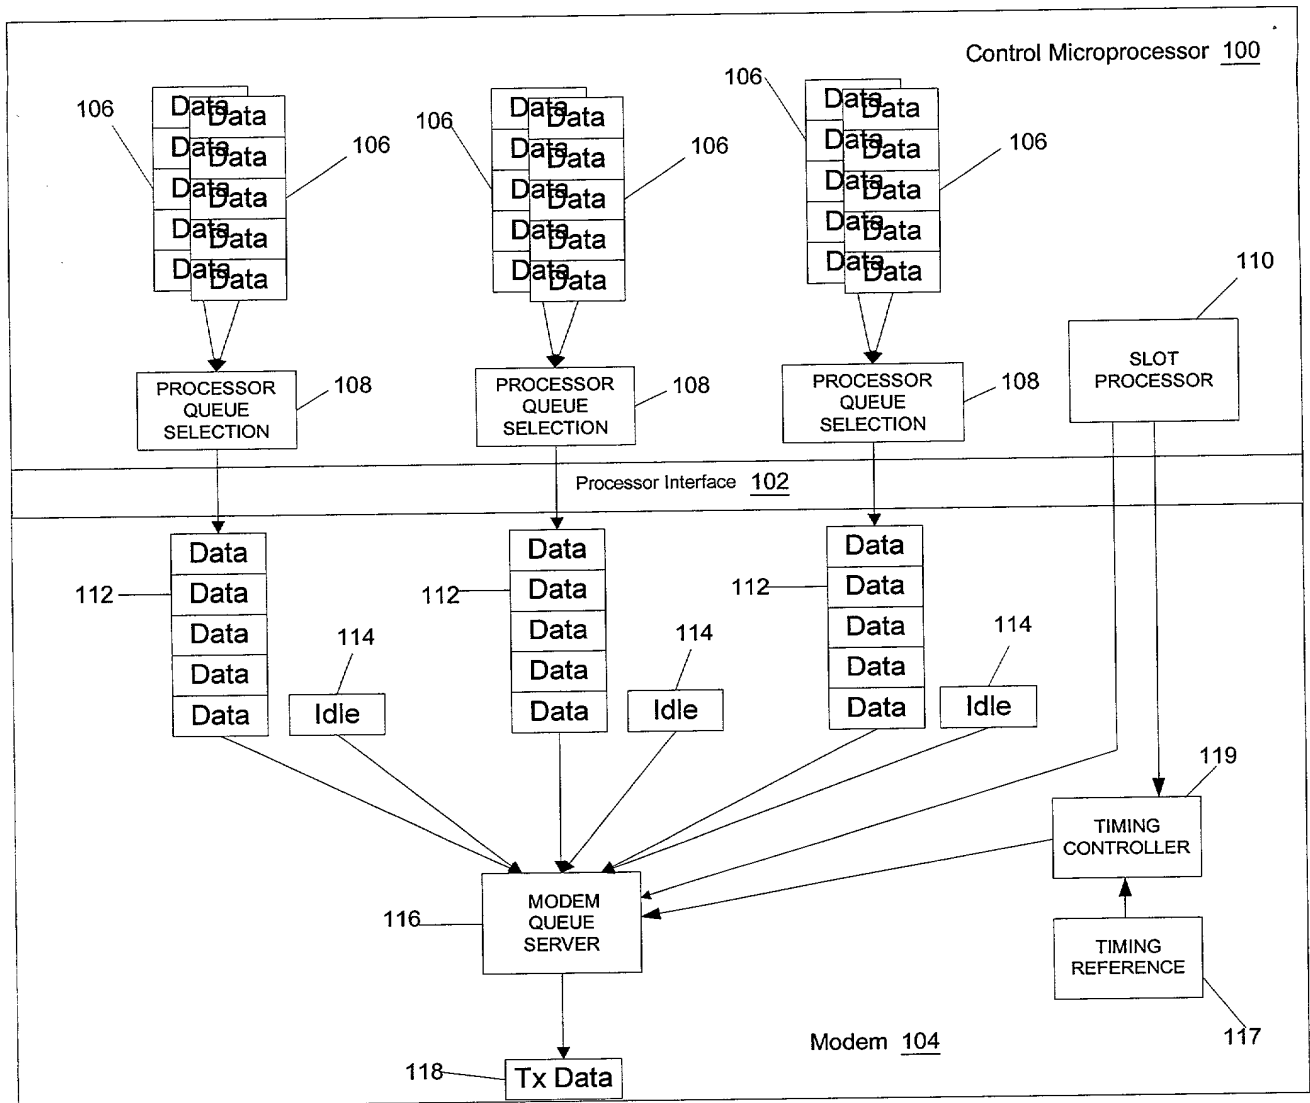 Control Microprocessor 100
106
Data
Data
Data
Data
Data
Data
Data
Data
Data
Data
106
106
Data
Data
Data
Data
Data
Data
Data
Data
Data
Data
106
106
Data
Data
Data
Data
Data
Data
Data
Data
Data
Data
106
110
SLOT
PROCESSOR
PROCESSOR
QUEUE
SELECTION
108
PROCESSOR
QUEUE
SELECTION
108
PROCESSOR
QUEUE
SELECTION
108
Processor Interface 102
112
Data
Data
Data
Data
Data
114
Idle
112
Data
Data
Data
Data
Data
114
Idle
112
Data
Data
Data
Data
Data
114
Idle
119
TIMING
CONTROLLER
116
MODEM
QUEUE
SERVER
TIMING
REFERENCE
117
Modem 104
118
Tx Data